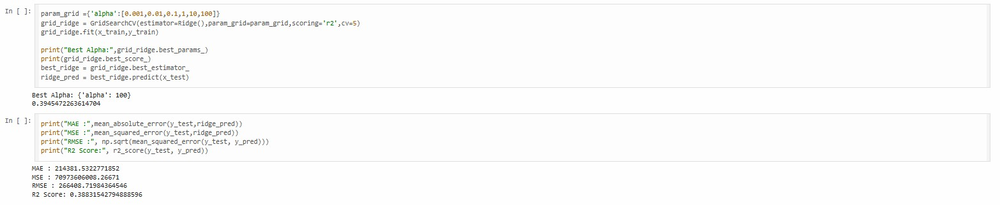 In [ ]:
param_grid ={'alpha':[0.001,0.01,0.1,1,10,100]}
grid_ridge = GridSearchCV(estimator=Ridge(),param_grid=param_grid,scoring='r2',cv=5)
grid_ridge.fit(x_train,y_train)
print("Best Alpha:",grid_ridge.best_params_)
print(grid_ridge.best_score_)
best_ridge = grid_ridge.best_estimator_
ridge_pred = best_ridge.predict(x_test)
Best Alpha: {'alpha': 100}
0.3945472263614704
In [ ]:
print("MAE :",mean_absolute_error(y_test,ridge_pred))
print("MSE :",mean_squared_error(y_test,ridge_pred))
print("RMSE :", np.sqrt(mean_squared_error(y_test, y_pred)))
print("R2 Score:", r2_score(y_test, y_pred))
MAE : 214381.5322771852
MSE : 70973606008.26671
RMSE : 266408.71984364546
R2 Score: 0.38831542794888596